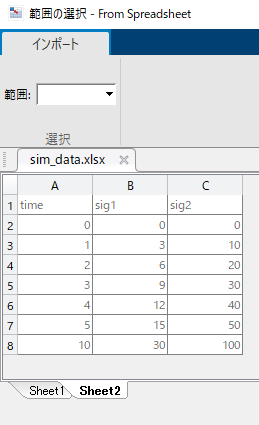 範囲の選択 - From Spreadsheet
インポート
範囲:
選択
sim_data.xlsx
A B C
1 time sig1 sig2
2 0 0 0
3 1 3 10
4 2 6 20
5 3 9 30
6 4 12 40
7 5 15 50
8 10 30 100
Sheet1 Sheet2